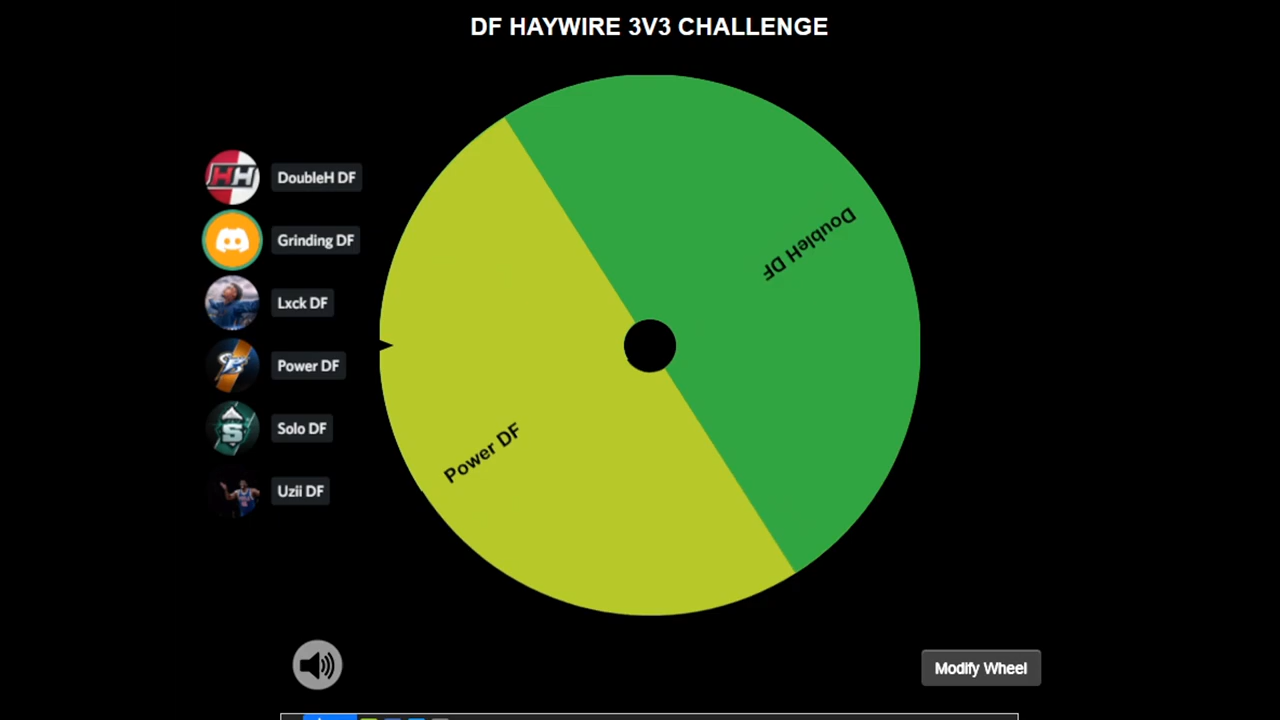 DF HAYWIRE 3V3 CHALLENGE
DoubleH DF
Grinding DF
Lxck DF
Power DF
Solo DF
Uzii DF
DoubleH DF
Power DF
Modify Wheel